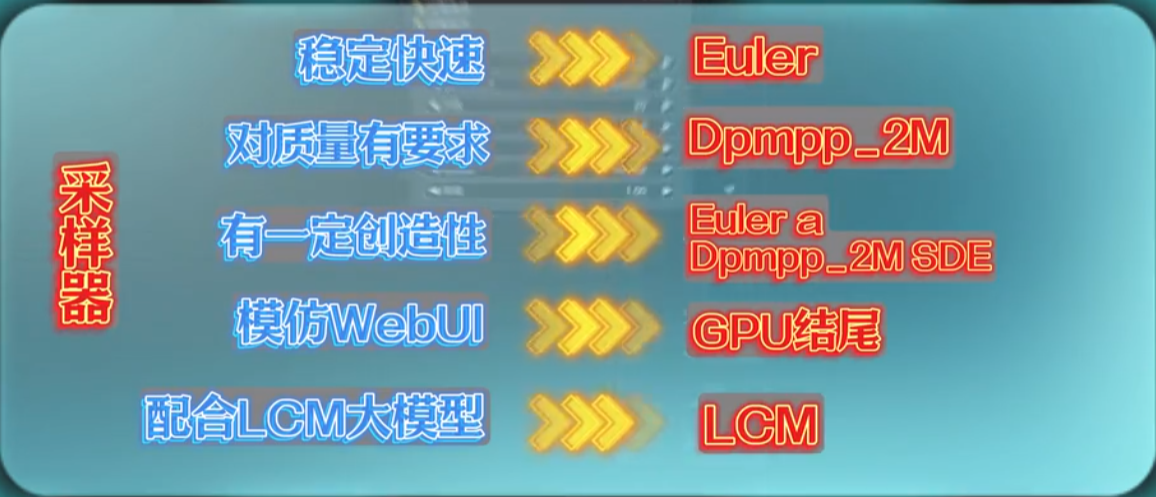 采样器
稳定快速
Euler
对质量有要求
Dpmpp_2M
有一定创造性
Euler a
Dpmpp_2M SDE
模仿WebUI
GPU结尾
配合LCM大模型
LCM